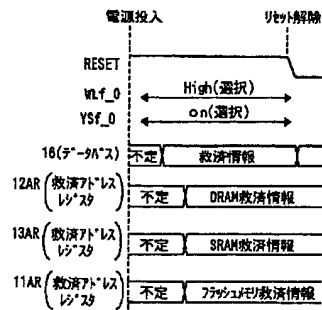 電源投入 リセット解除
RESET
WLf_0 High(選択)
YSf_0 on(選択)
16(データバス) 不定 救済情報
12AR(救済アドレスレジスタ) 不定 DRAM救済情報
13AR(救済アドレスレジスタ) 不定 SRAM救済情報
11AR(救済アドレスレジスタ) 不定 フラッシュメモリ救済情報